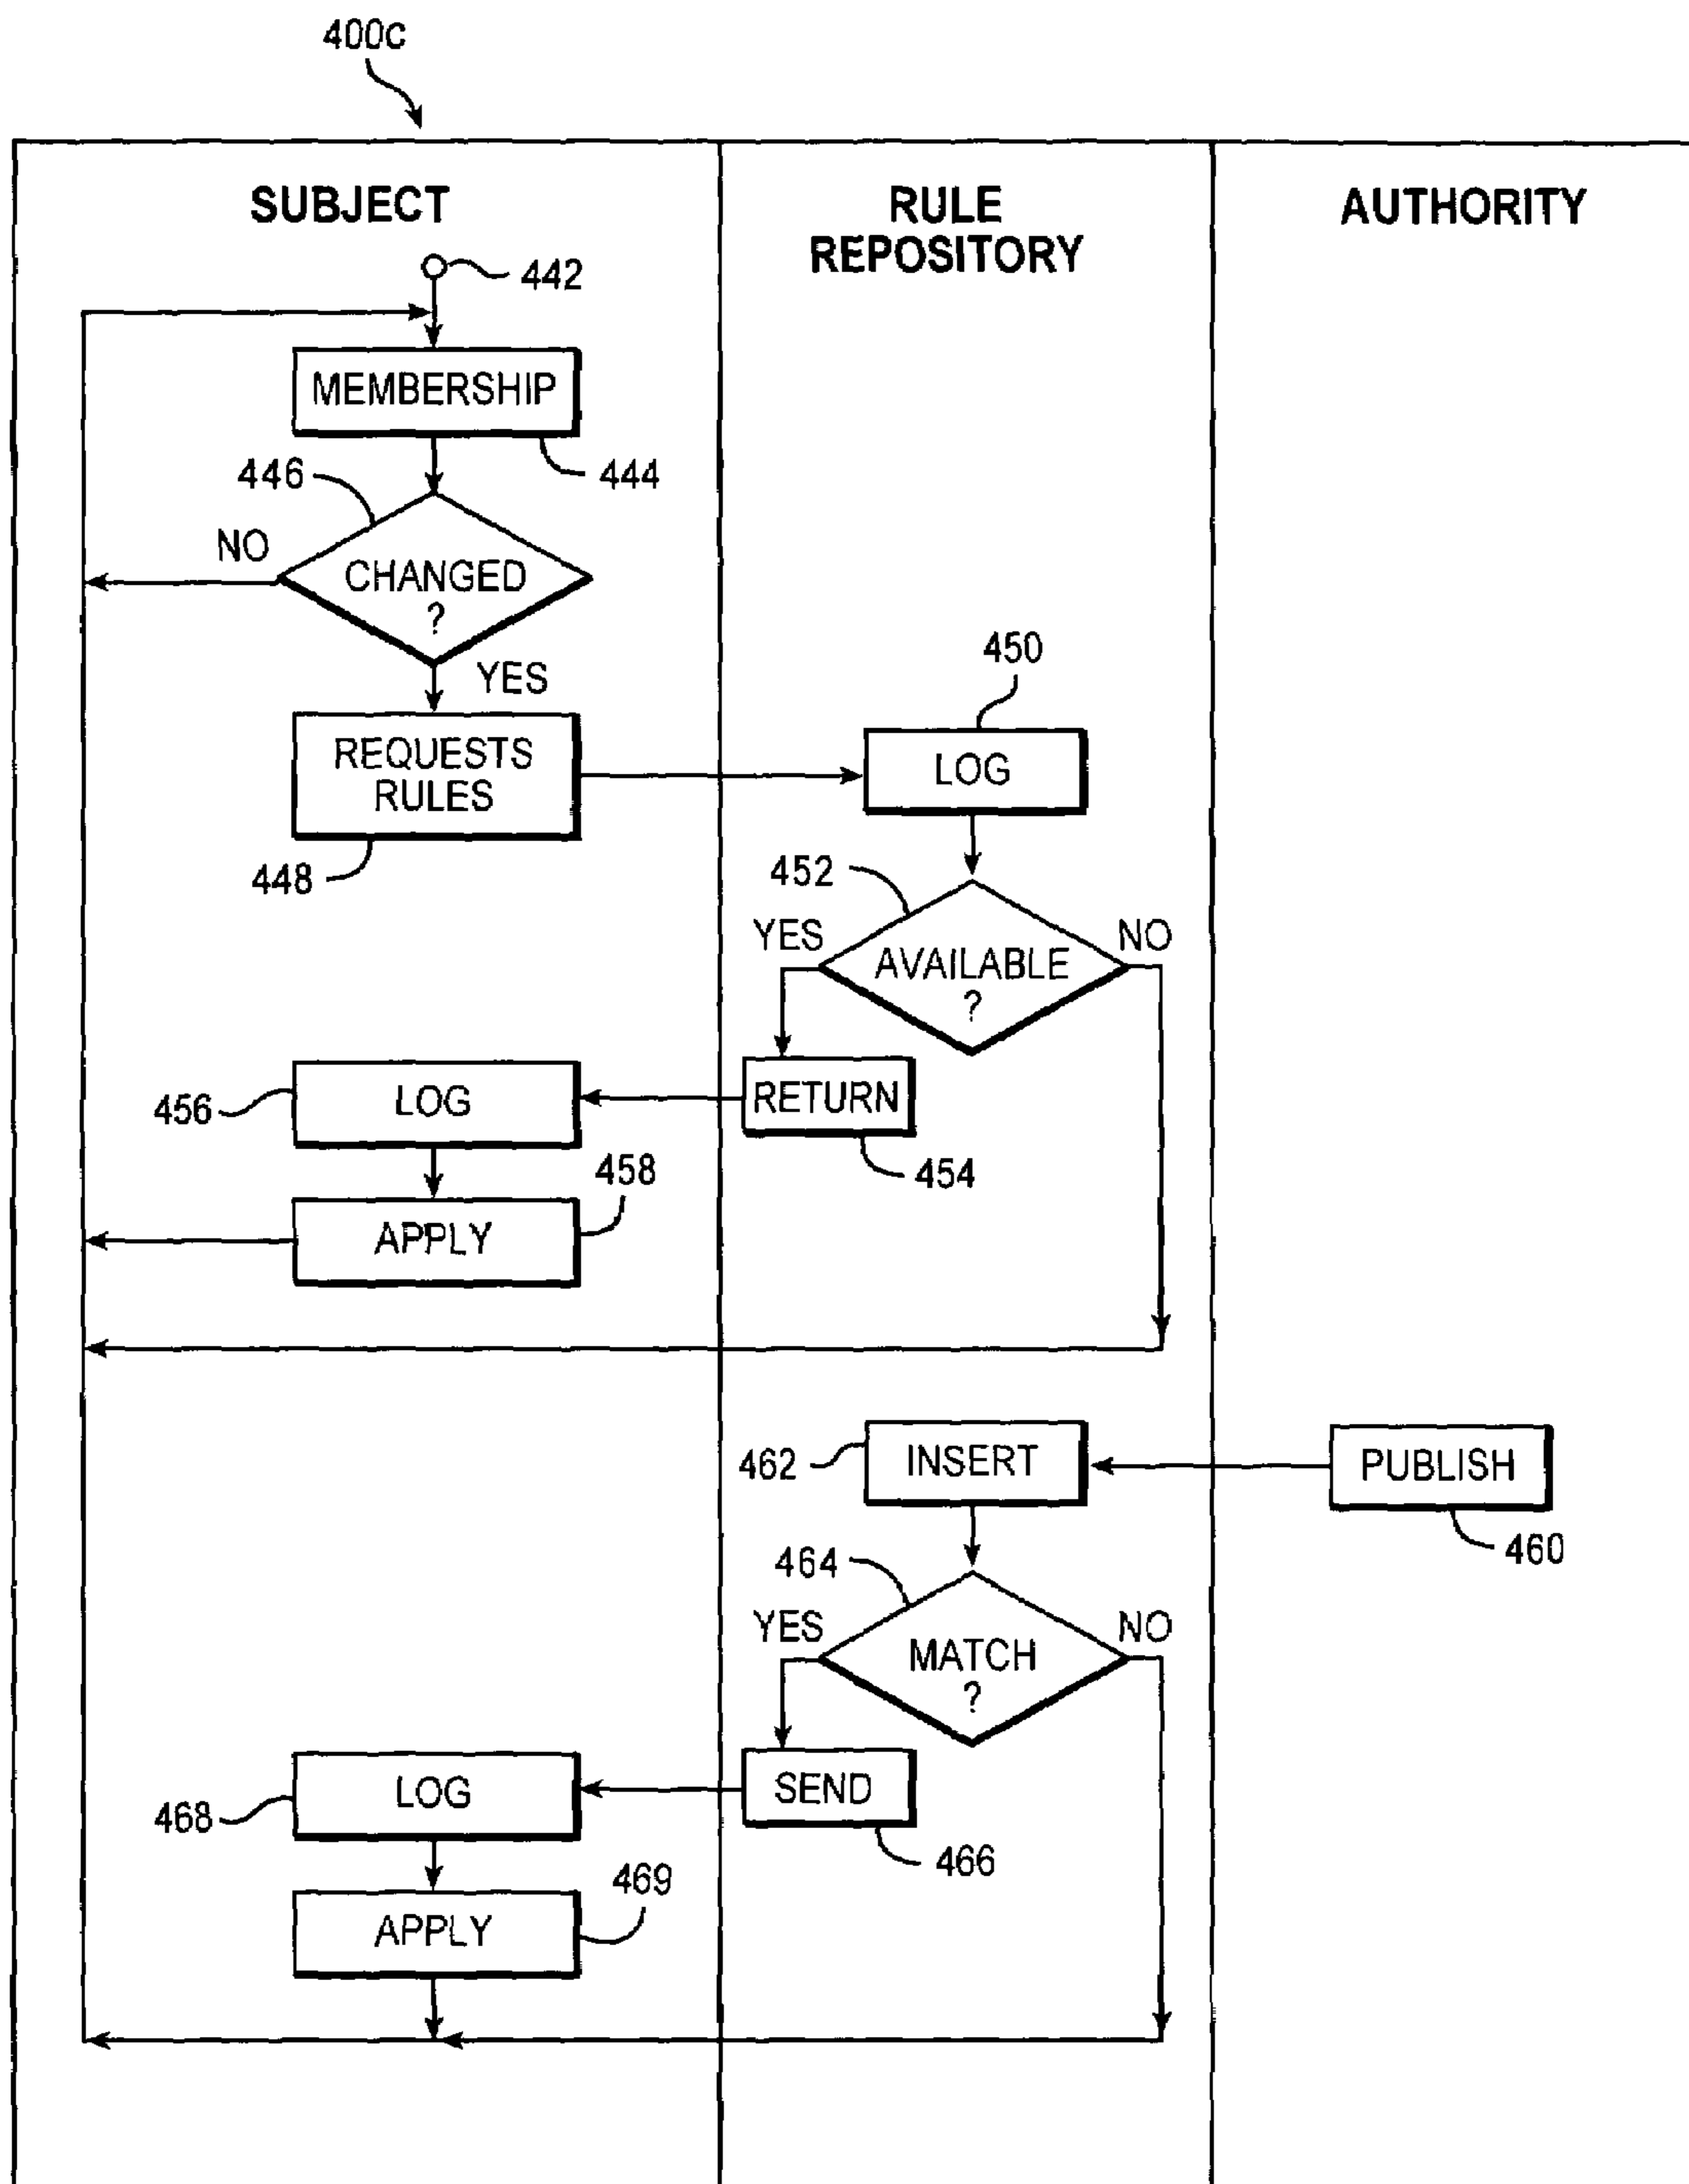 400C
SUBJECT
RULE
REPOSITORY
AUTHORITY
442
MEMBERSHIP
444
446
NO
CHANGED
?
YES
450
REQUESTS
RULES
LOG
448
452
YES
NO
AVAILABLE
?
456
LOG
RETURN
454
458
APPLY
462
INSERT
PUBLISH
460
464
YES
NO
MATCH
?
468
LOG
SEND
466
469
APPLY